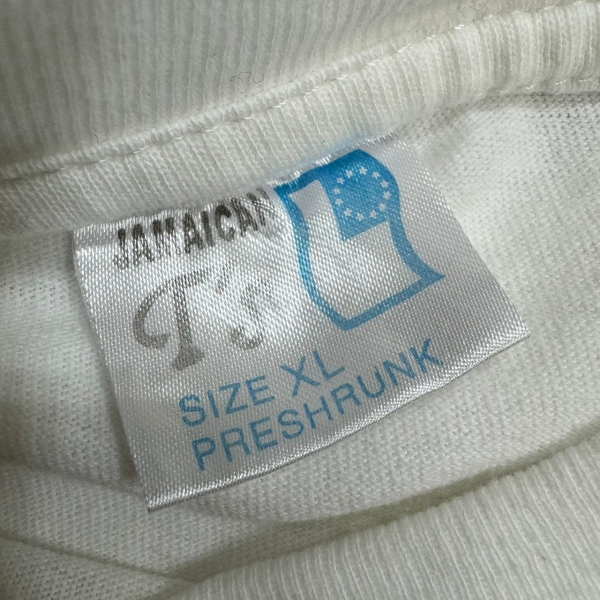 JAMAICAN
T's
SIZE XL
PRESHRUNK